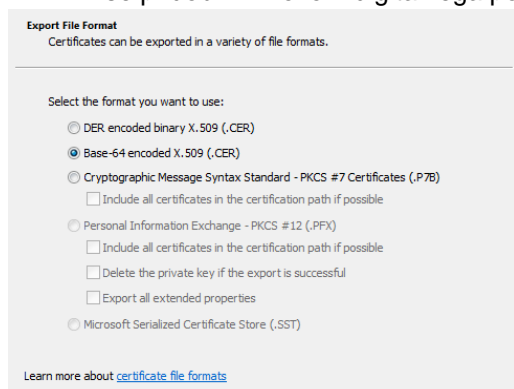 Export File Format
Certificates can be exported in a variety of file formats.
Select the format you want to use:
DER encoded binary X.509 (.CER)
Base-64 encoded X.509 (.CER)
Cryptographic Message Syntax Standard - PKCS #7 Certificates (.P7B)
Include all certificates in the certification path if possible
Personal Information Exchange - PKCS #12 (.PFX)
Include all certificates in the certification path if possible
Delete the private key if the export is successful
Export all extended properties
Microsoft Serialized Certificate Store (.SST)
Learn more about certificate file formats